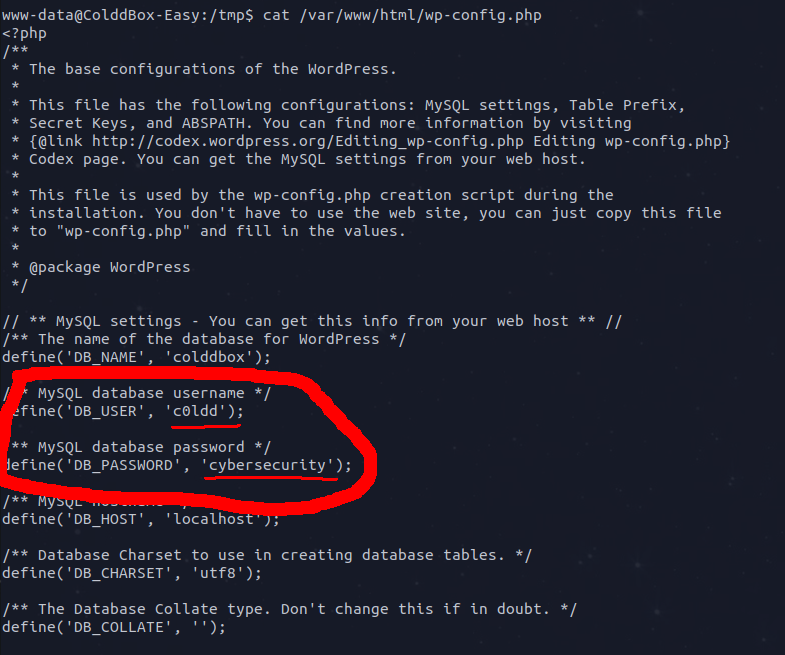 www-data@ColddBox-Easy:/tmp$ cat /var/www/html/wp-config.php
<?php
/**
 * The base configurations of the WordPress.
 *
 * This file has the following configurations: MySQL settings, Table Prefix,
 * Secret Keys, and ABSPATH. You can find more information by visiting
 * {@link http://codex.wordpress.org/Editing_wp-config.php Editing wp-config.php}
 * Codex page. You can get the MySQL settings from your web host.
 *
 * This file is used by the wp-config.php creation script during the
 * installation. You don't have to use the web site, you can just copy this file
 * to "wp-config.php" and fill in the values.
 *
 * @package WordPress
 */
// ** MySQL settings - You can get this info from your web host ** //
/** The name of the database for WordPress */
define('DB_NAME', 'colddbox');
/** MySQL database username */
define('DB_USER', 'c0ldd');
/** MySQL database password */
define('DB_PASSWORD', 'cybersecurity');
/** MySQL
define('DB_HOST', 'localhost');
/** Database Charset to use in creating database tables. */
define('DB_CHARSET', 'utf8');
/** The Database Collate type. Don't change this if in doubt. */
define('DB_COLLATE', '');